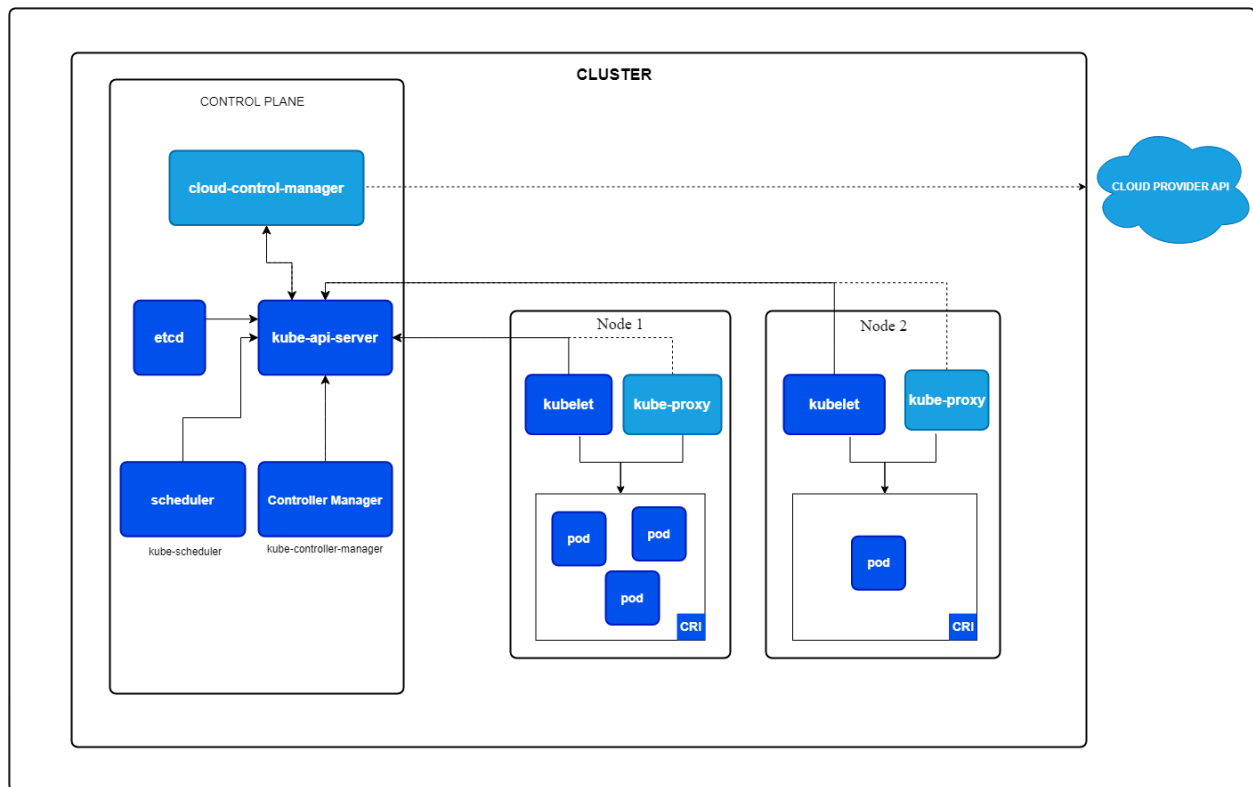 CLUSTER
CONTROL PLANE
cloud-control-manager
CLOUD PROVIDER API
etcd
kube-api-server
scheduler
kube-scheduler
Controller Manager
kube-controller-manager
Node 1
kubelet
kube-proxy
pod
pod
pod
CRI
Node 2
kubelet
kube-proxy
pod
CRI